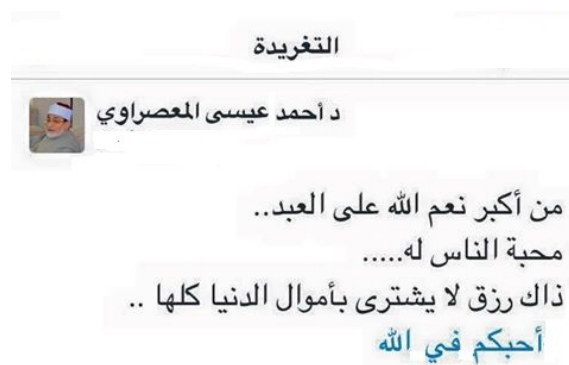 التغريدة
د أحمد عيسى المعصراوي
من أكبر نعم الله على العبد..
محبة الناس له.....
ذاك رزق لا يشترى بأموال الدنيا كلها ..
أحبكم في الله